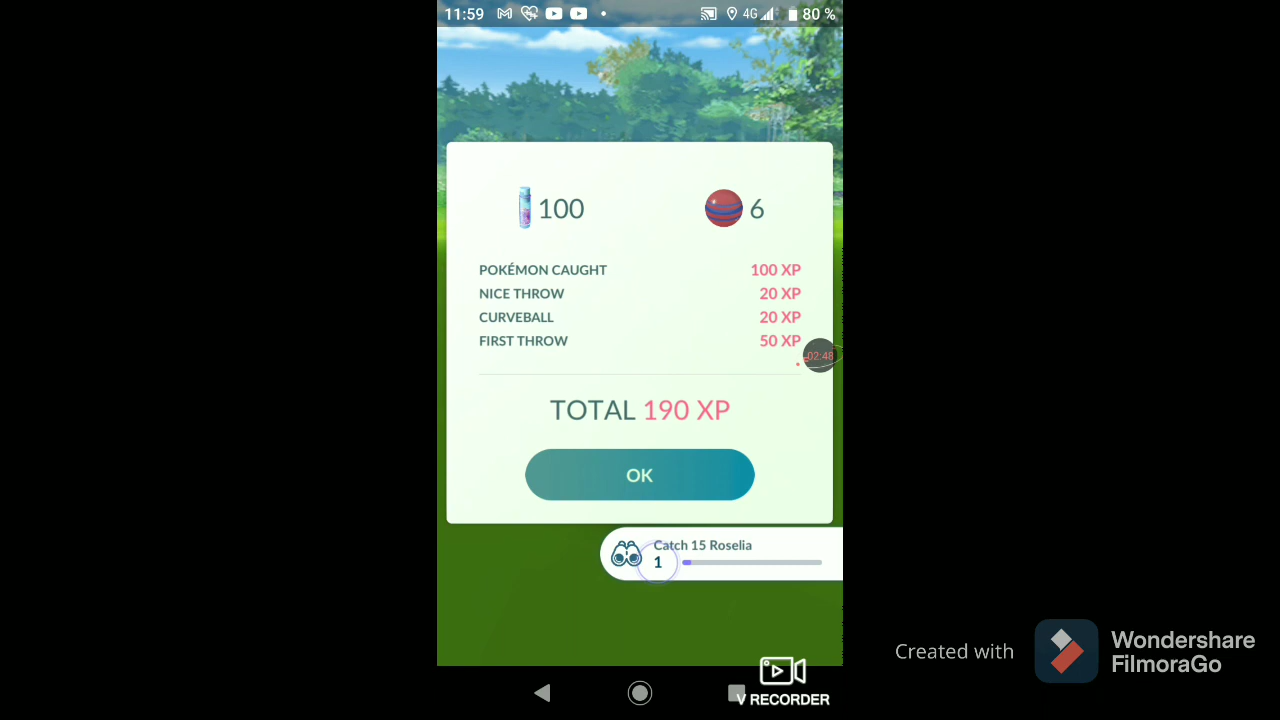 11:59 4G 80 %
100 6
POKÉMON CAUGHT 100 XP
NICE THROW 20 XP
CURVEBALL 20 XP
FIRST THROW 50 XP
02:48
TOTAL 190 XP
OK
Catch 15 Roselia
1
Created with Wondershare
FilmoraGo
V RECORDER